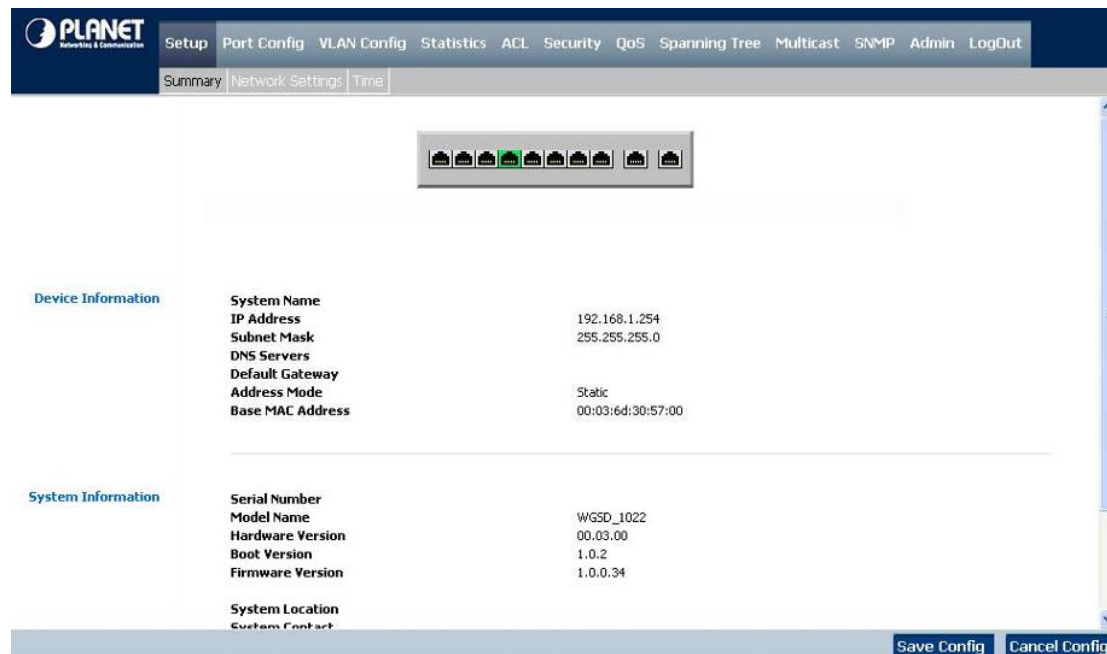 PLANET
Networking & Communication
Setup Port Config VLAN Config Statistics ACL Security QoS Spanning Tree Multicast SNMP Admin LogOut
Summary Network Settings Time
Device Information
System Name
IP Address 192.168.1.254
Subnet Mask 255.255.255.0
DNS Servers
Default Gateway
Address Mode Static
Base MAC Address 00:03:6d:30:57:00
System Information
Serial Number
Model Name WGSD_1022
Hardware Version 00.03.00
Boot Version 1.0.2
Firmware Version 1.0.0.34
System Location
System Contact
Save Config Cancel Config